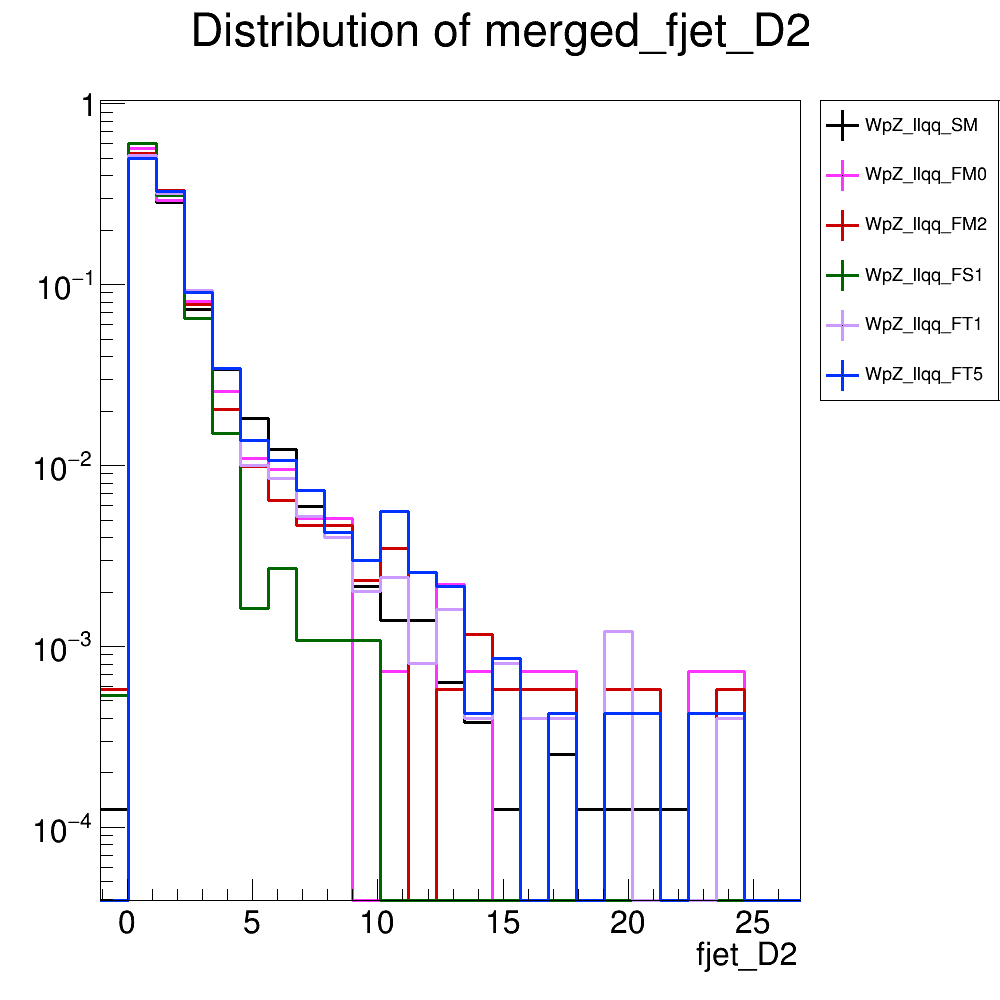 Distribution of merged_fjet_D2
1
10⁻¹
10⁻²
10⁻³
10⁻⁴
0 5 10 15 20 25
fjet_D2
WpZ_llqq_SM
WpZ_llqq_FM0
WpZ_llqq_FM2
WpZ_llqq_FS1
WpZ_llqq_FT1
WpZ_llqq_FT5